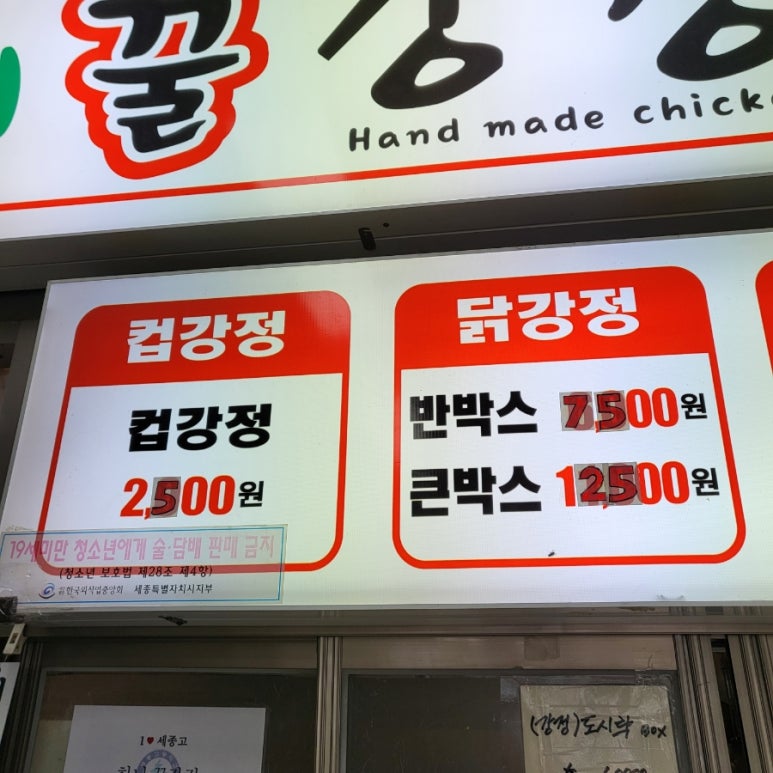 꿀강정
Hand made chick
컵강정
컵강정
2,500원
닭강정
반박스 7,500원
큰박스 12,500원
19세미만 청소년에게 술·담배 판매 금지
(청소년 보호법 제28조 제4항)
한국외식업중앙회 세종특별자치시지부
I♥세종고
(강정)도시락 BOX